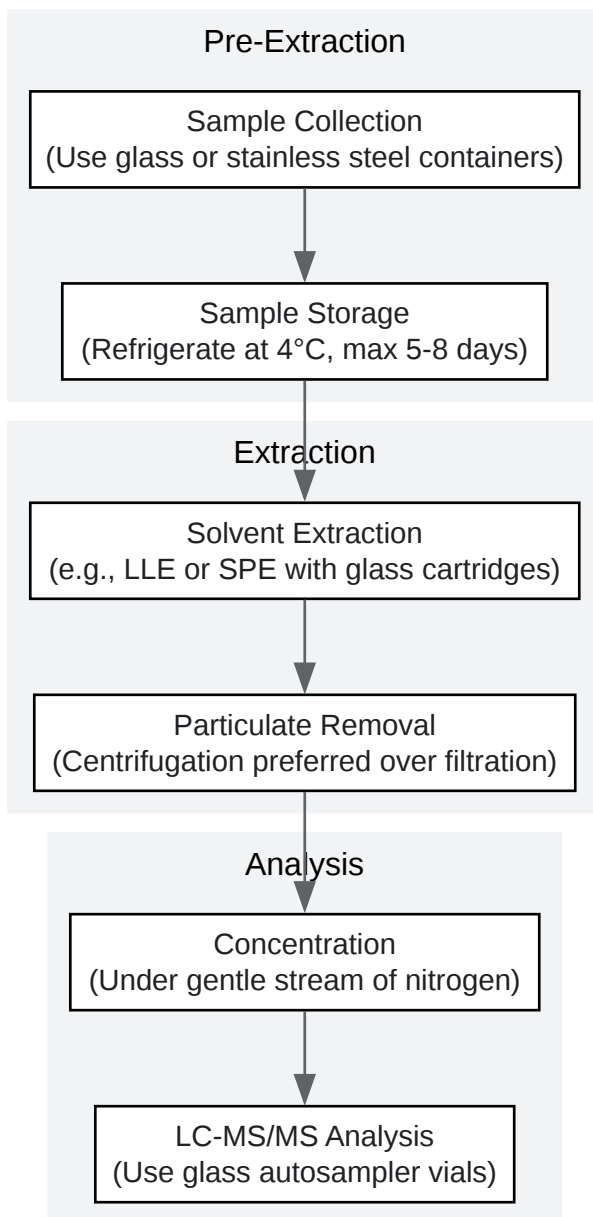 Pre-Extraction
Sample Collection
(Use glass or stainless steel containers)
Sample Storage
(Refrigerate at 4°C, max 5-8 days)
Extraction
Solvent Extraction
(e.g., LLE or SPE with glass cartridges)
Particulate Removal
(Centrifugation preferred over filtration)
Analysis
Concentration
(Under gentle stream of nitrogen)
LC-MS/MS Analysis
(Use glass autosampler vials)